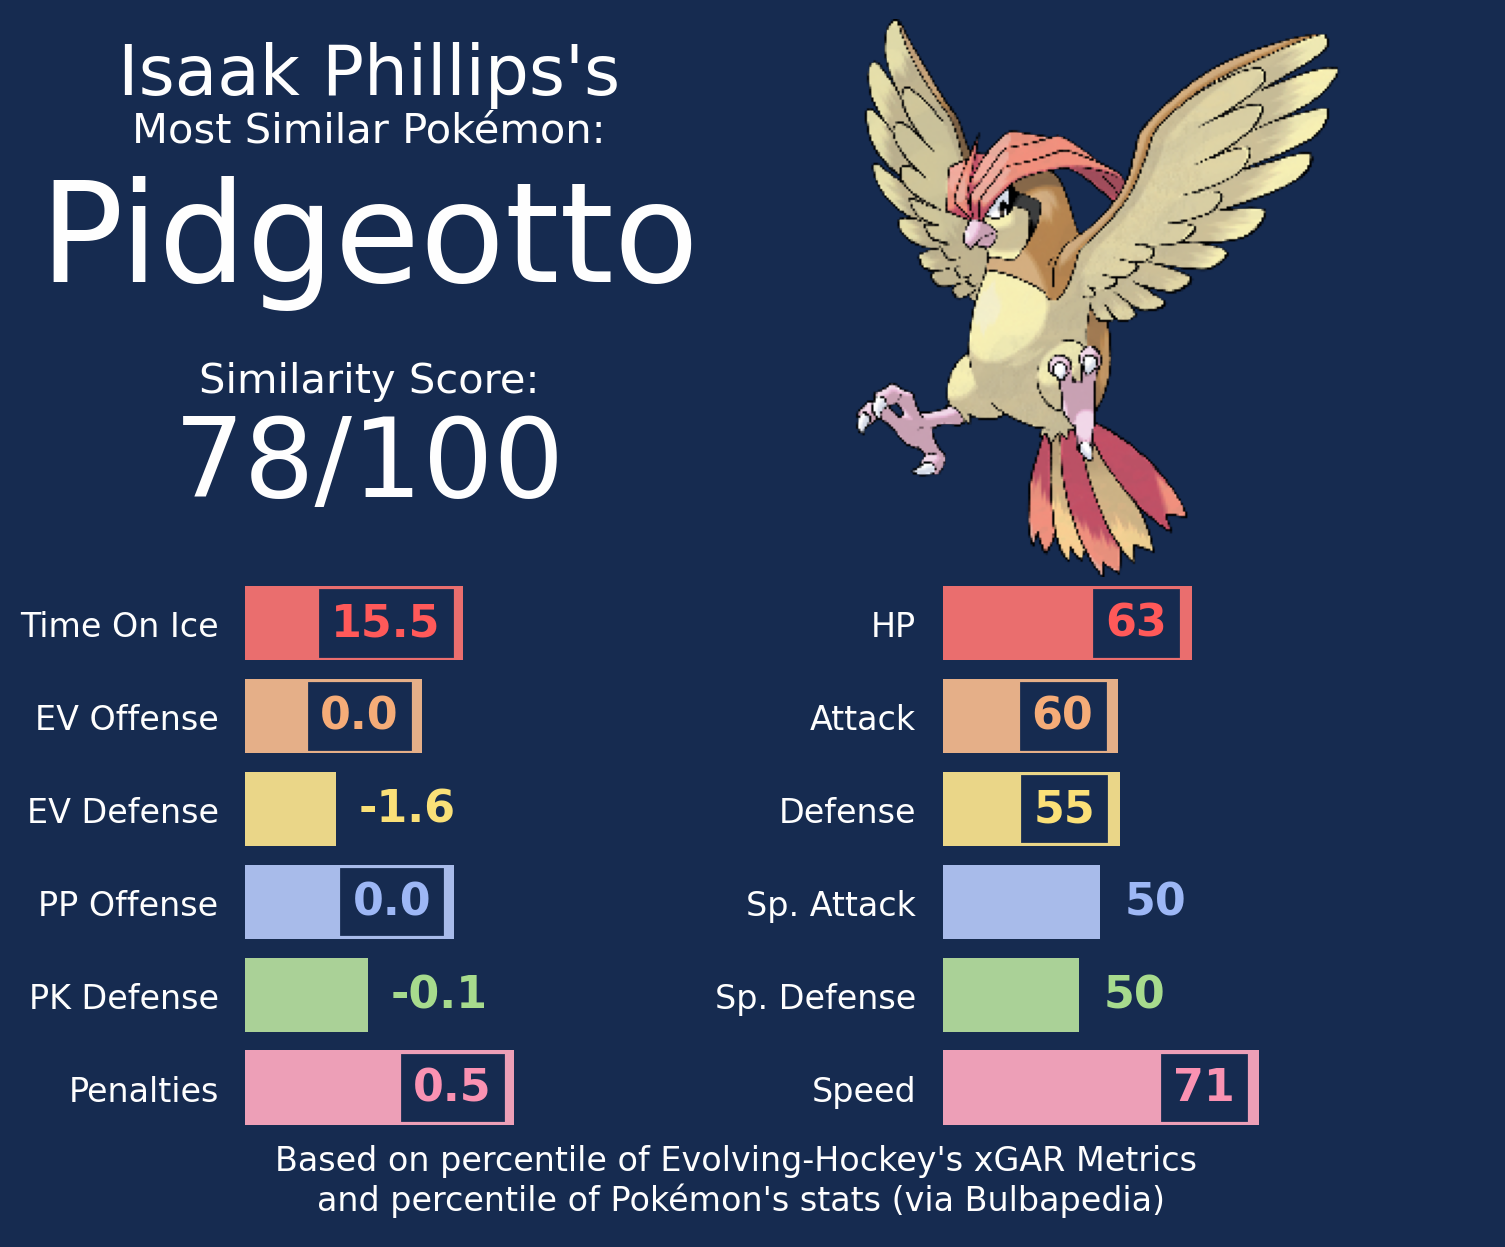 Isaak Phillips's
Most Similar Pokémon:
Pidgeotto
Similarity Score:
78/100
Time On Ice 15.5
EV Offense 0.0
EV Defense -1.6
PP Offense 0.0
PK Defense -0.1
Penalties 0.5
HP 63
Attack 60
Defense 55
Sp. Attack 50
Sp. Defense 50
Speed 71
Based on percentile of Evolving-Hockey's xGAR Metrics
and percentile of Pokémon's stats (via Bulbapedia)